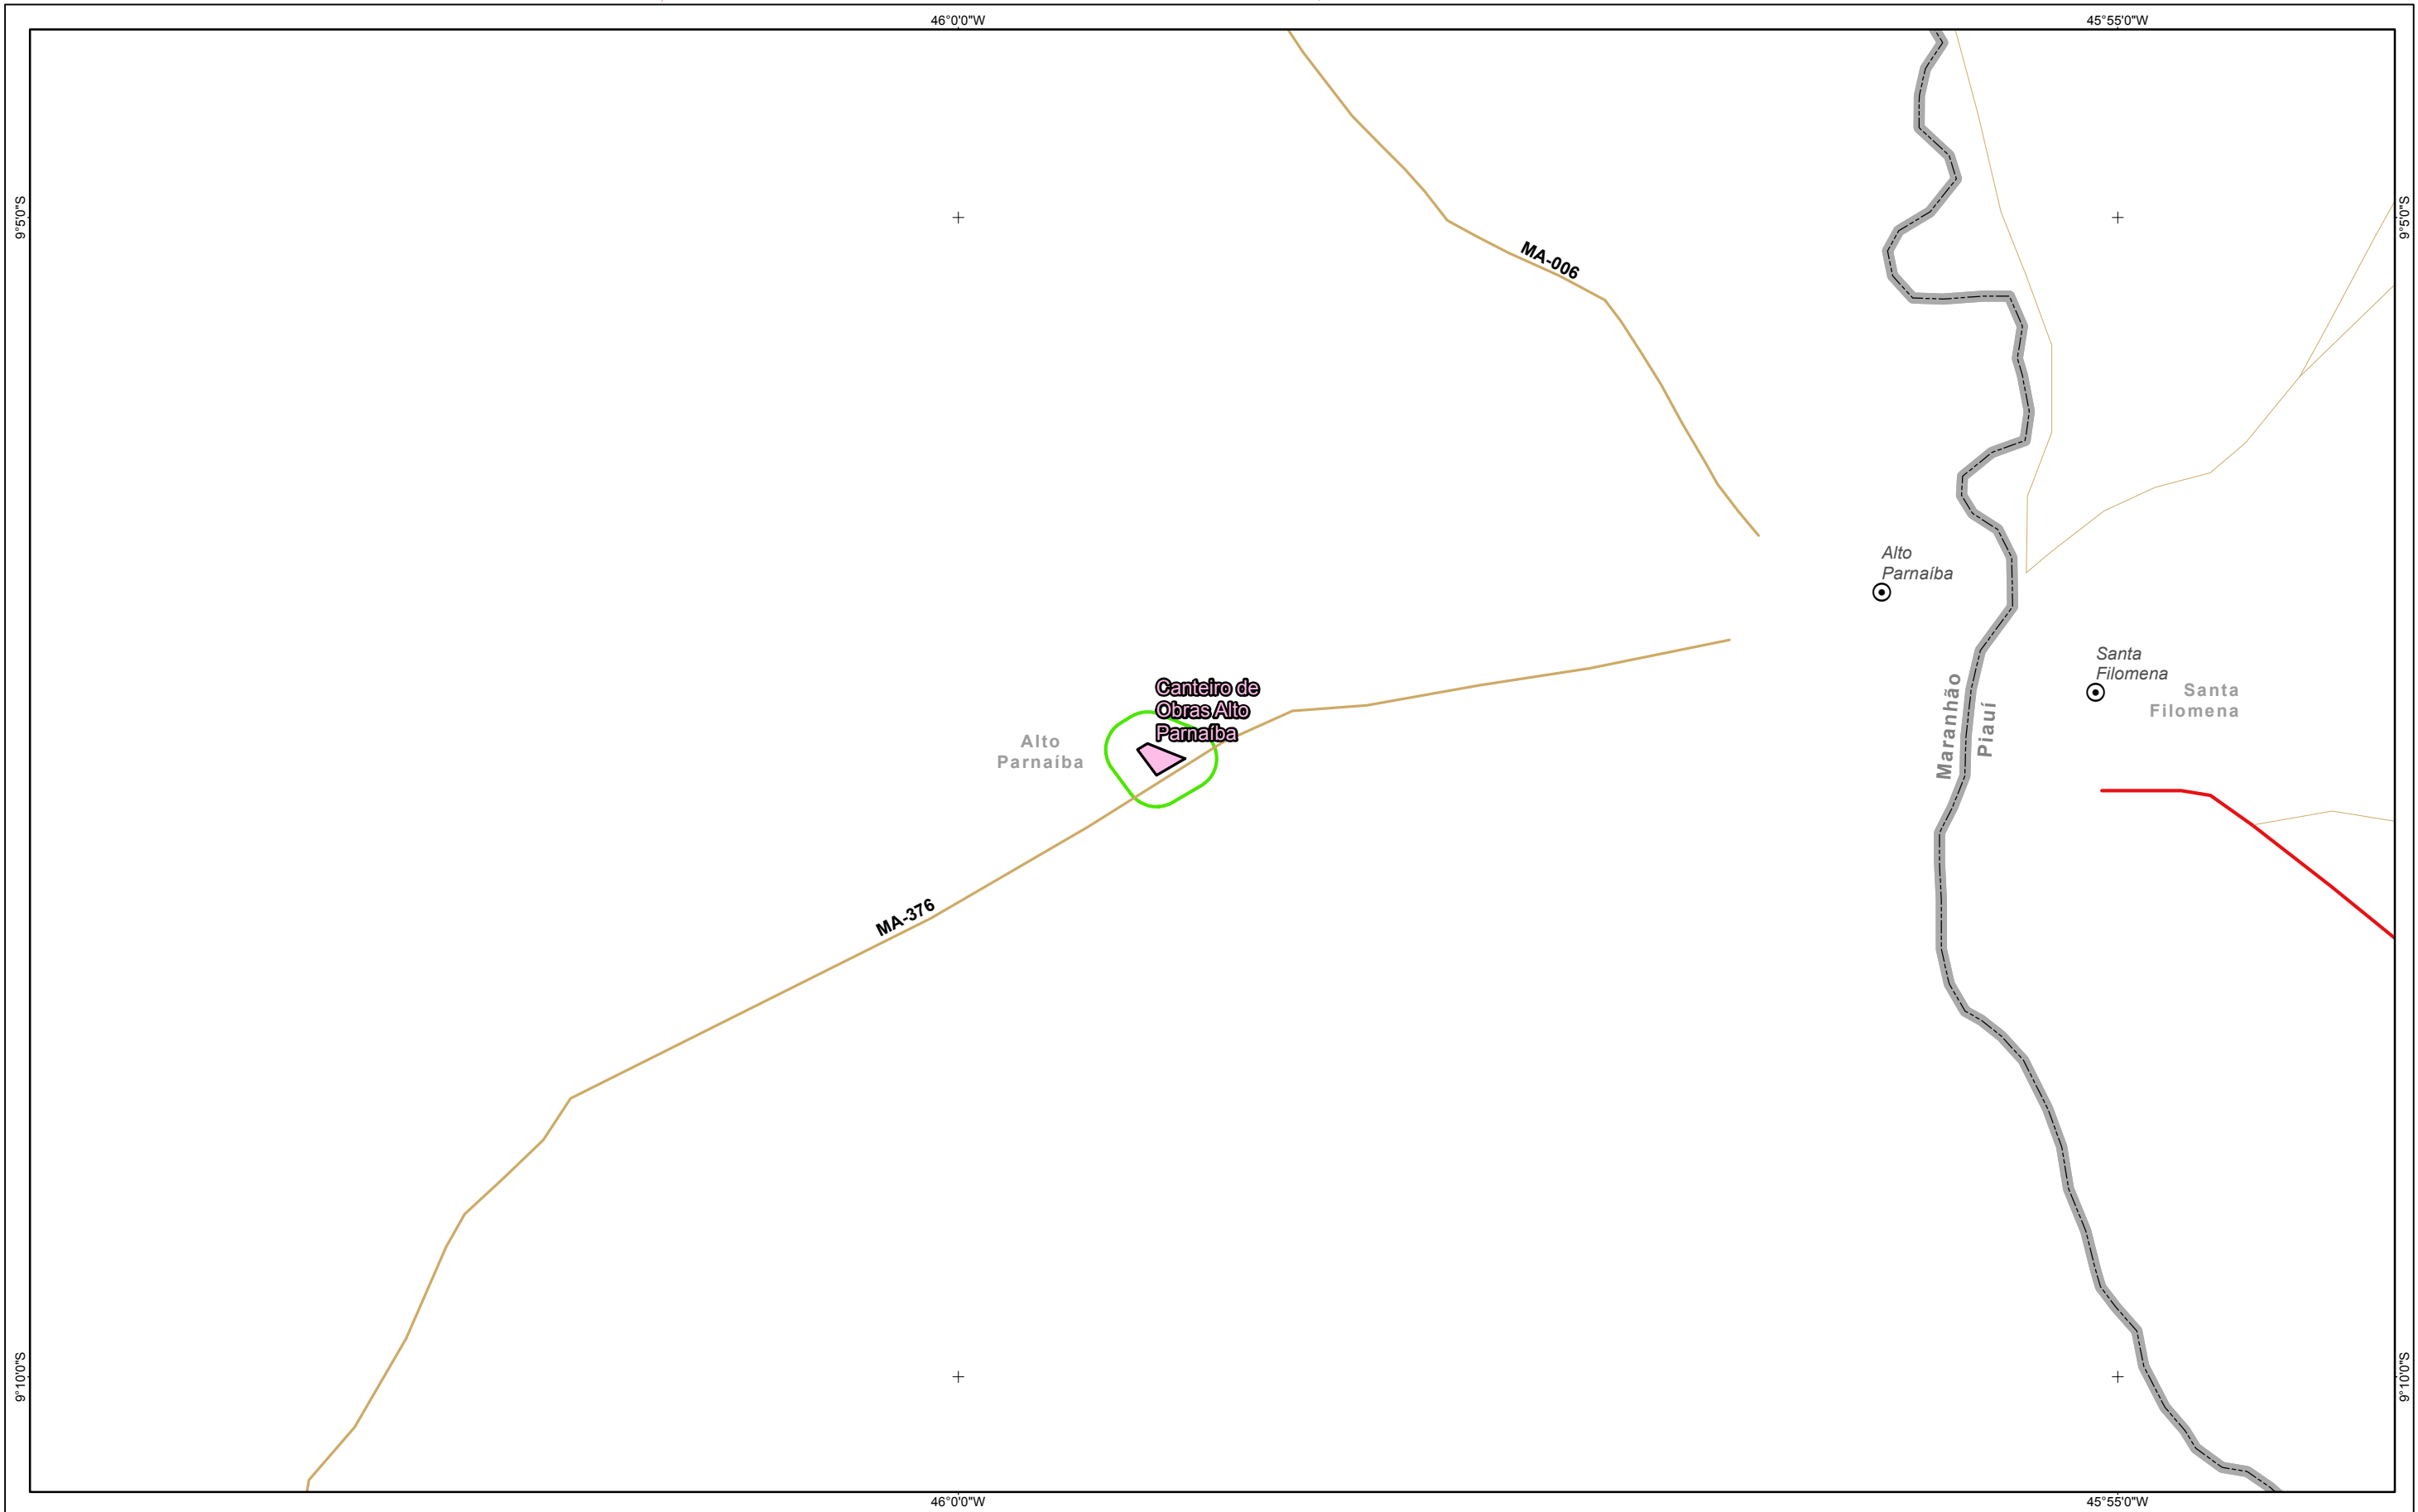 46°0'0"W
45°55'0"W
9°5'0"S
9°5'0"S
MA-006
Alto
Parnaíba
Santa
Filomena
Santa
Filomena
Maranhão
Piauí
Canteiro de
Obras Alto
Parnaíba
Alto
Parnaíba
MA-376
9°10'0"S
9°10'0"S
46°0'0"W
45°55'0"W